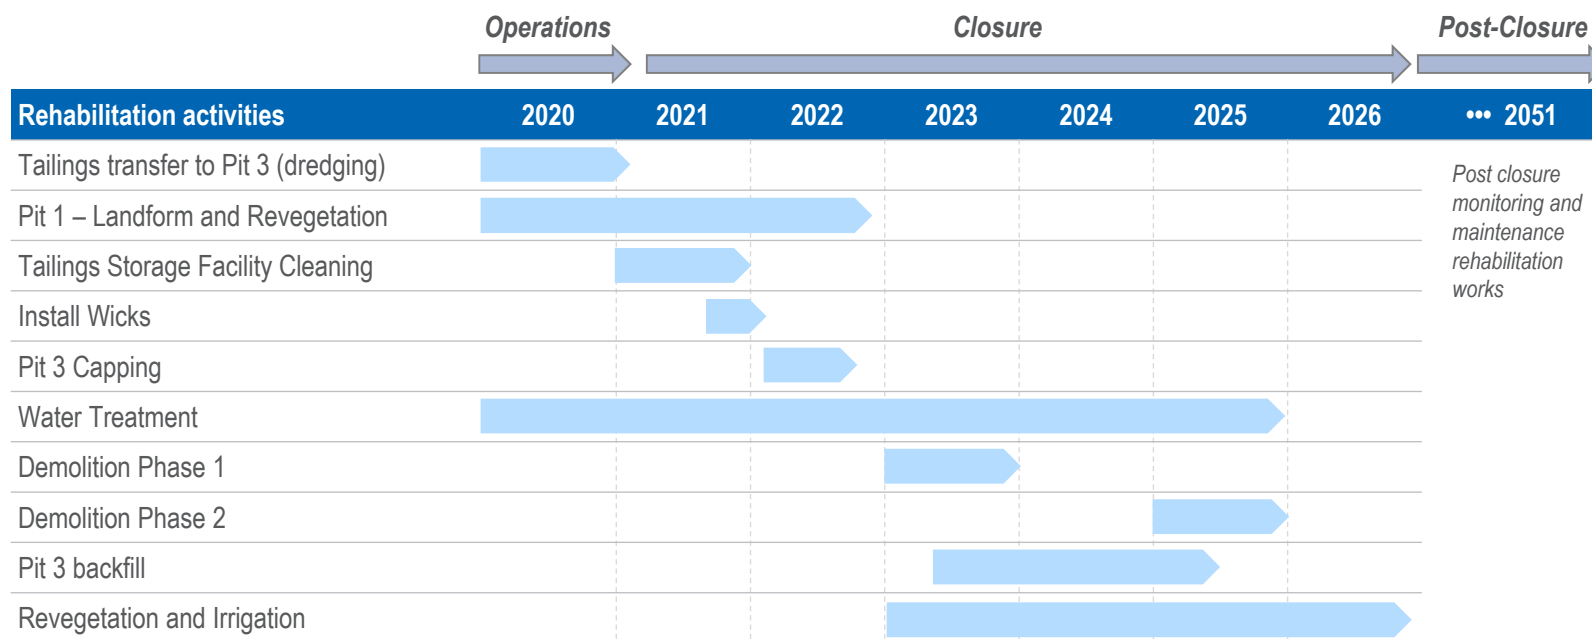 Operations Closure Post-Closure
Rehabilitation activities 2020 2021 2022 2023 2024 2025 2026 ••• 2051
Tailings transfer to Pit 3 (dredging)
Pit 1 – Landform and Revegetation
Tailings Storage Facility Cleaning
Install Wicks
Pit 3 Capping
Water Treatment
Demolition Phase 1
Demolition Phase 2
Pit 3 backfill
Revegetation and Irrigation
Post closure
monitoring and
maintenance
rehabilitation
works